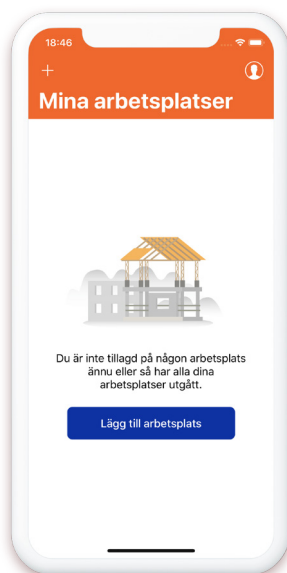 18:46
Mina arbetsplatser
Du är inte tillagd på någon arbetsplats
ännu eller så har alla dina
arbetsplatser utgått.
Lägg till arbetsplats